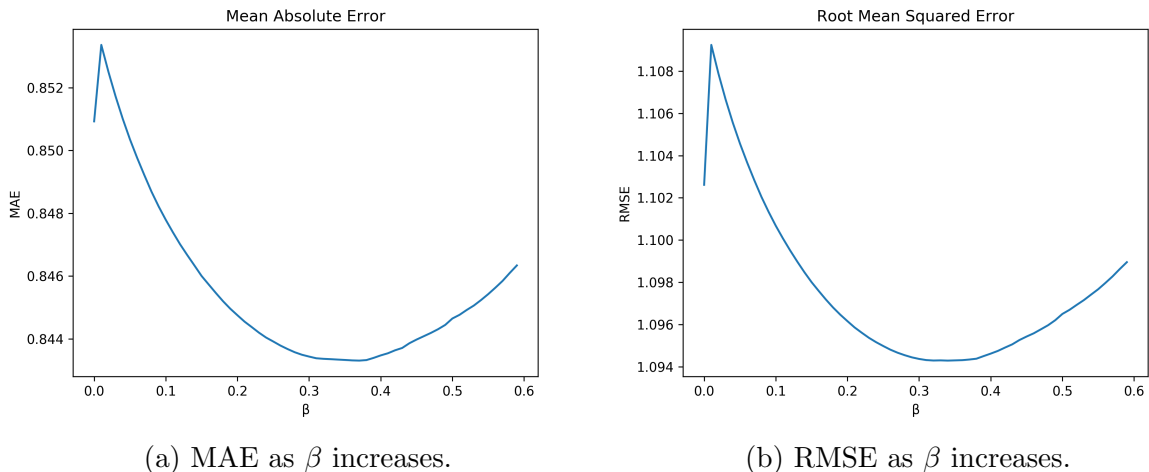 Mean Absolute Error
MAE
0.852
0.850
0.848
0.846
0.844
0.0 0.1 0.2 0.3 0.4 0.5 0.6
β
(a) MAE as β increases.
Root Mean Squared Error
RMSE
1.108
1.106
1.104
1.102
1.100
1.098
1.096
1.094
0.0 0.1 0.2 0.3 0.4 0.5 0.6
β
(b) RMSE as β increases.